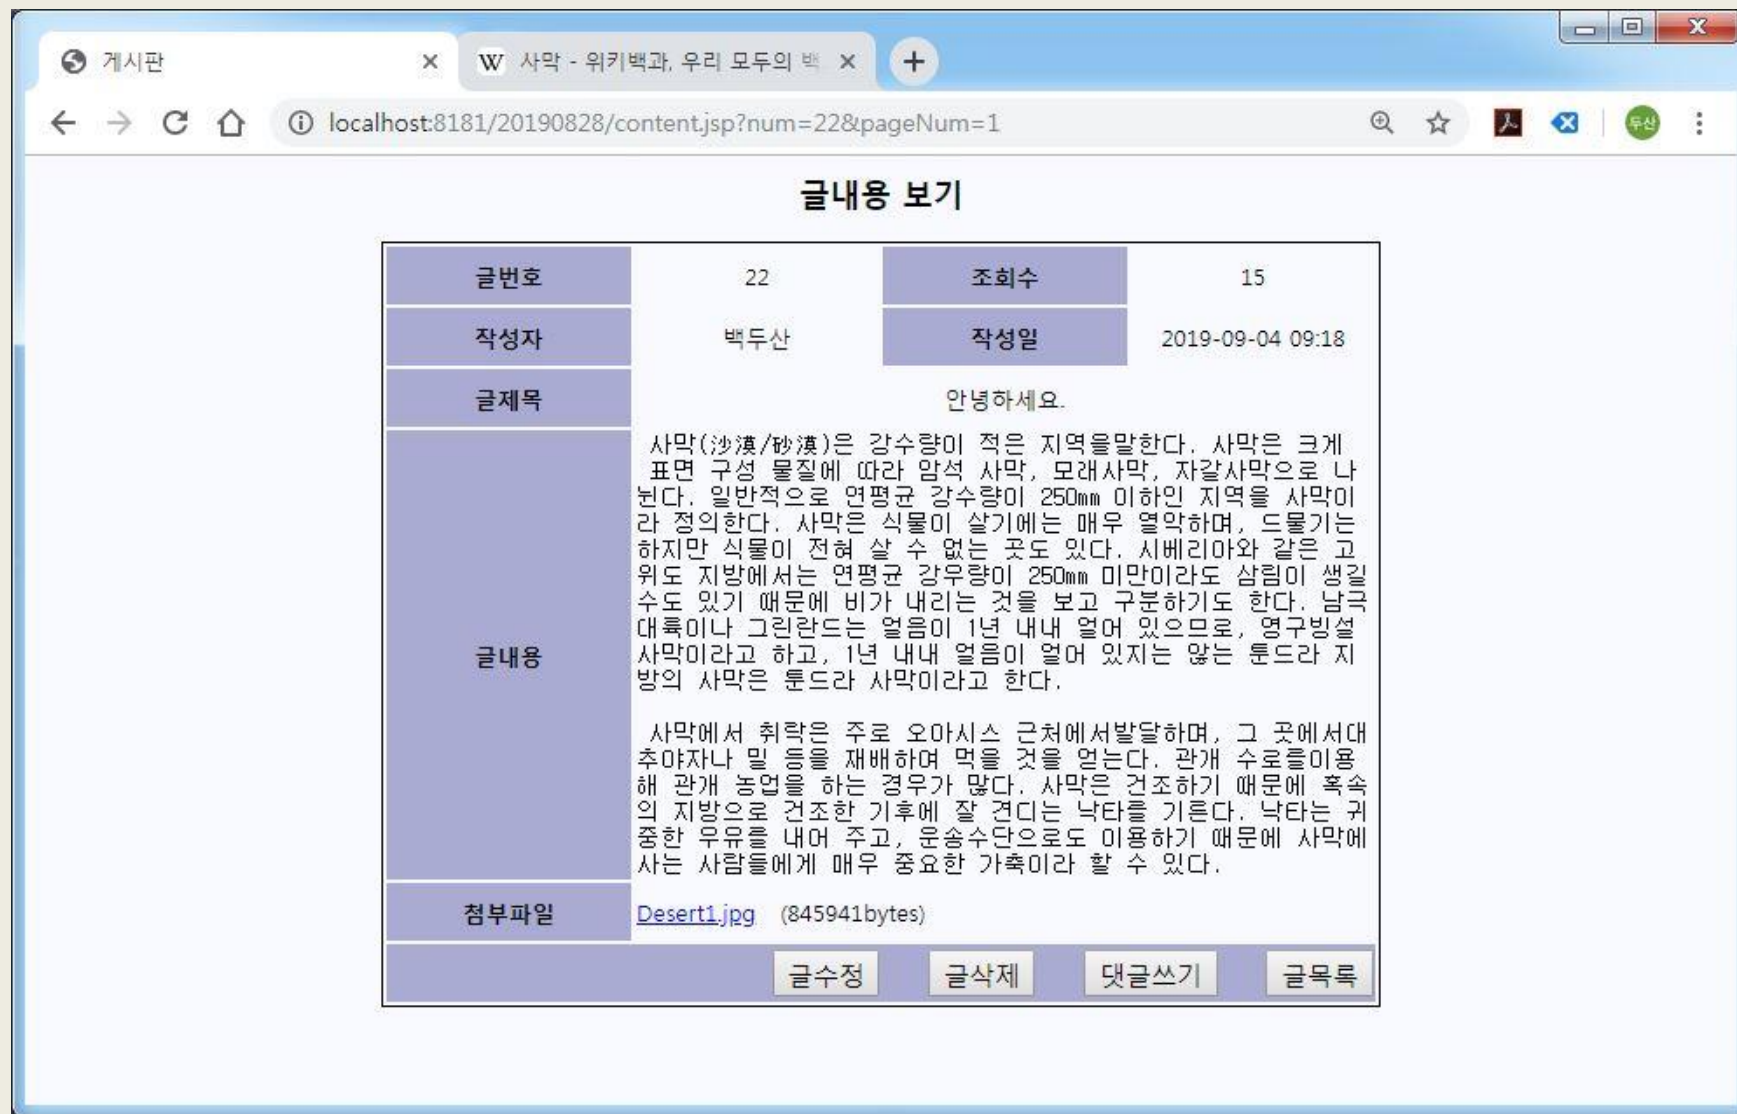 게시판
W 사막 - 위키백과, 우리 모두의 백
localhost:8181/20190828/content.jsp?num=22&pageNum=1
두산
글내용 보기
글번호 22 조회수 15
작성자 백두산 작성일 2019-09-04 09:18
글제목 안녕하세요.
글내용
사막(沙漠/砂漠)은 강수량이 적은 지역을말한다. 사막은 크게
표면 구성 물질에 따라 암석 사막, 모래사막, 자갈사막으로 나
뉜다. 일반적으로 연평균 강수량이 250㎜ 이하인 지역을 사막이
라 정의한다. 사막은 식물이 살기에는 매우 열악하며, 드물기는
하지만 식물이 전혀 살 수 없는 곳도 있다. 시베리아와 같은 고
위도 지방에서는 연평균 강우량이 250㎜ 미만이라도 삼림이 생길
수도 있기 때문에 비가 내리는 것을 보고 구분하기도 한다. 남극
대륙이나 그린란드는 얼음이 1년 내내 얼어 있으므로, 영구빙설
사막이라고 하고, 1년 내내 얼음이 얼어 있지는 않는 툰드라 지
방의 사막은 툰드라 사막이라고 한다.
사막에서 취락은 주로 오아시스 근처에서발달하며, 그 곳에서대
추야자나 밀 등을 재배하여 먹을 것을 얻는다. 관개 수로를이용
해 관개 농업을 하는 경우가 많다. 사막은 건조하기 때문에 혹속
의 지방으로 건조한 기후에 잘 견디는 낙타를 기른다. 낙타는 귀
중한 우유를 내어 주고, 운송수단으로도 이용하기 때문에 사막에
사는 사람들에게 매우 중요한 가축이라 할 수 있다.
첨부파일 Desert1.jpg (845941bytes)
글수정 글삭제 댓글쓰기 글목록